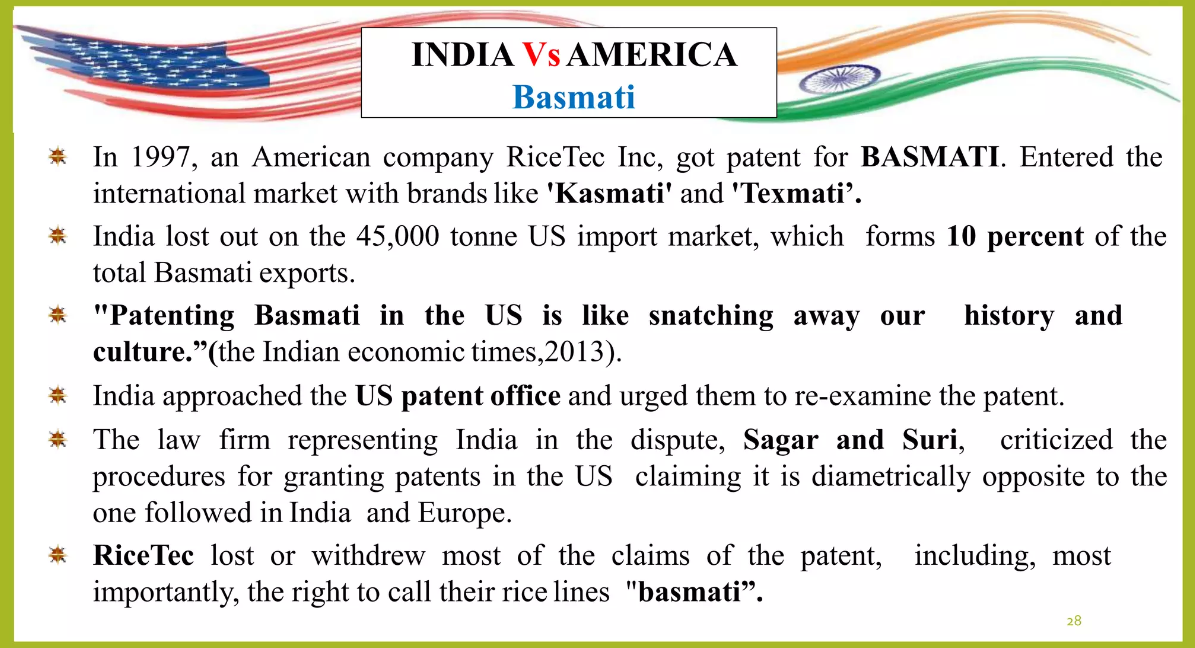 INDIA Vs AMERICA
Basmati
In 1997, an American company RiceTec Inc, got patent for BASMATI. Entered the
international market with brands like 'Kasmati' and 'Texmati’.
India lost out on the 45,000 tonne US import market, which forms 10 percent of the
total Basmati exports.
"Patenting Basmati in the US is like snatching away our history and
culture.”(the Indian economic times,2013).
India approached the US patent office and urged them to re-examine the patent.
The law firm representing India in the dispute, Sagar and Suri, criticized the
procedures for granting patents in the US claiming it is diametrically opposite to the
one followed in India and Europe.
RiceTec lost or withdrew most of the claims of the patent, including, most
importantly, the right to call their rice lines "basmati”.
28